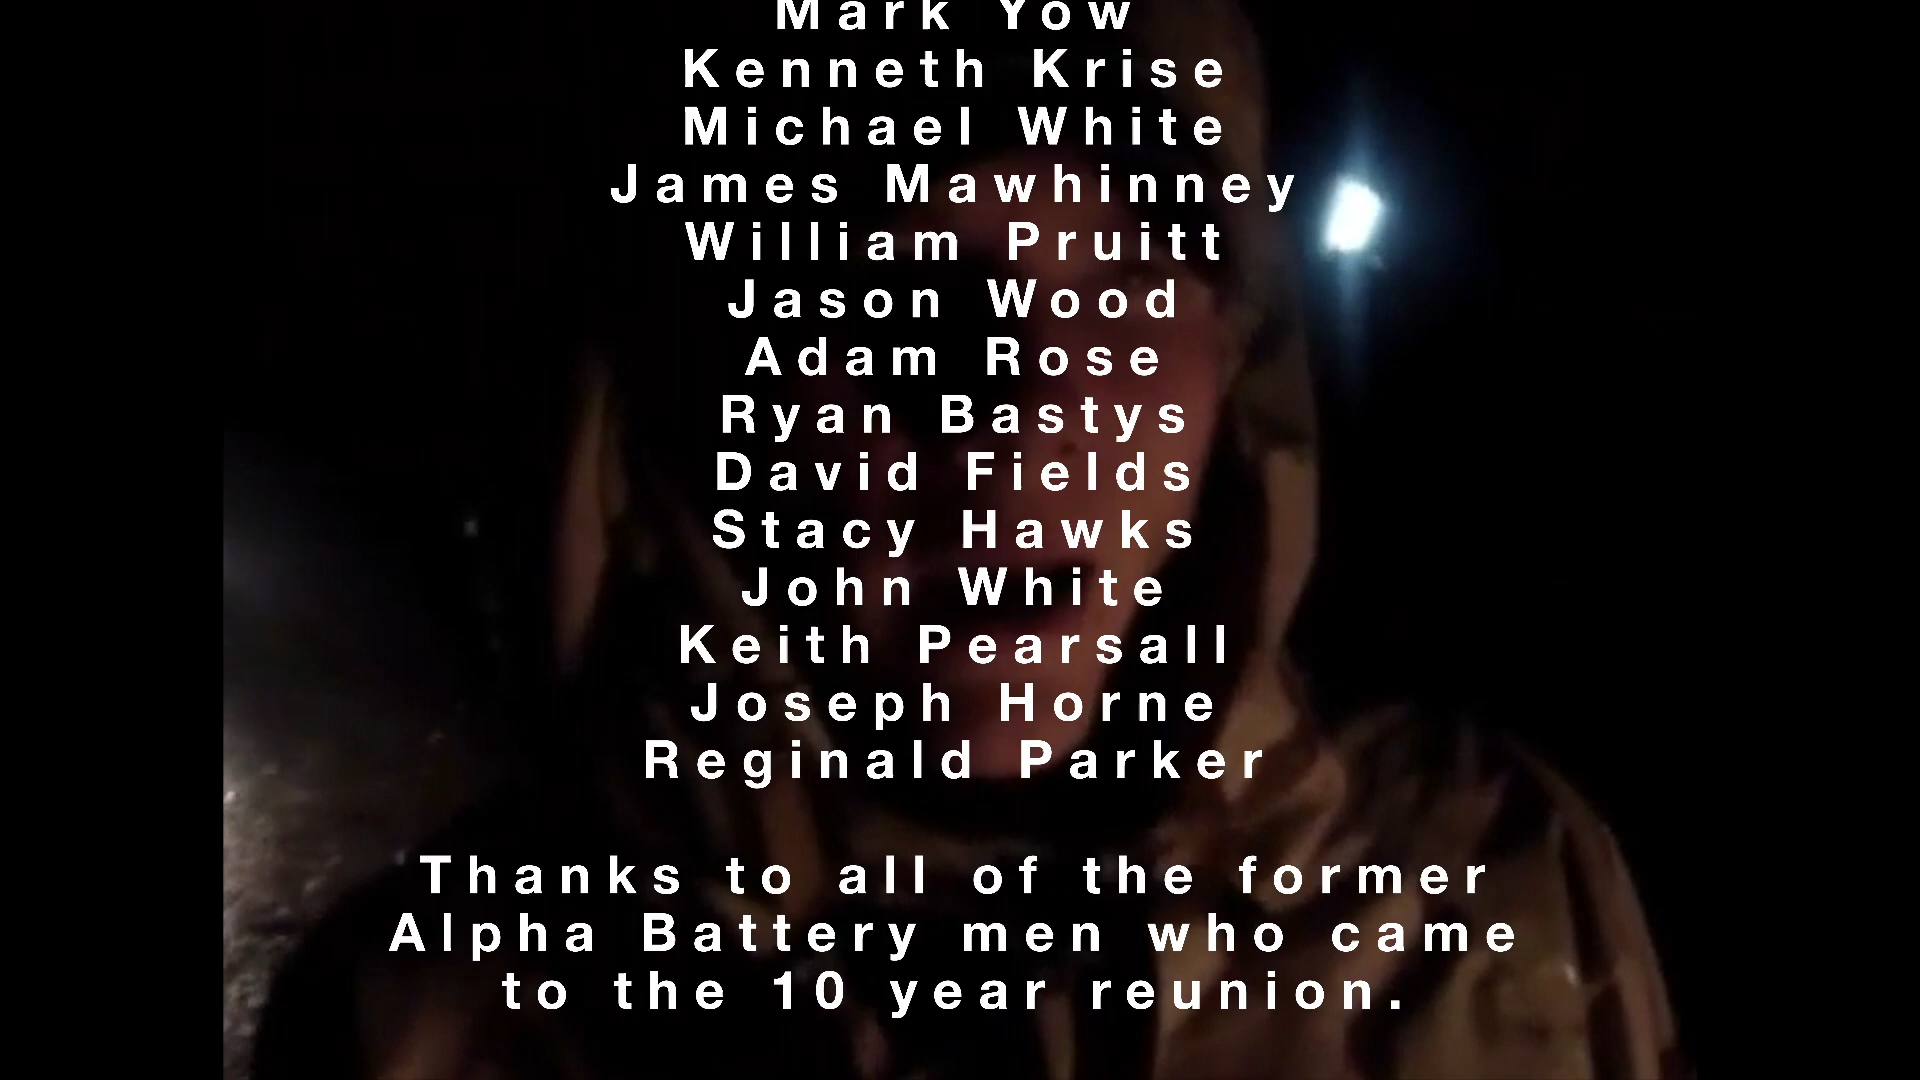 Mark Yow
Kenneth Krise
Michael White
James Mawhinney
William Pruitt
Jason Wood
Adam Rose
Ryan Bastys
David Fields
Stacy Hawks
John White
Keith Pearsall
Joseph Horne
Reginald Parker
Thanks to all of the former
Alpha Battery men who came
to the 10 year reunion.